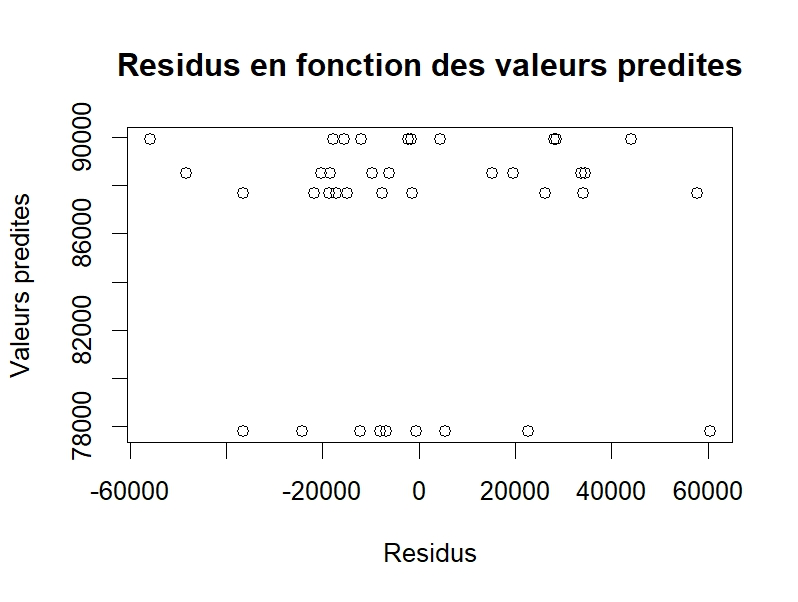 Residus en fonction des valeurs predites
Valeurs predites
90000
86000
82000
78000
-60000 -20000 0 20000 40000 60000
Residus